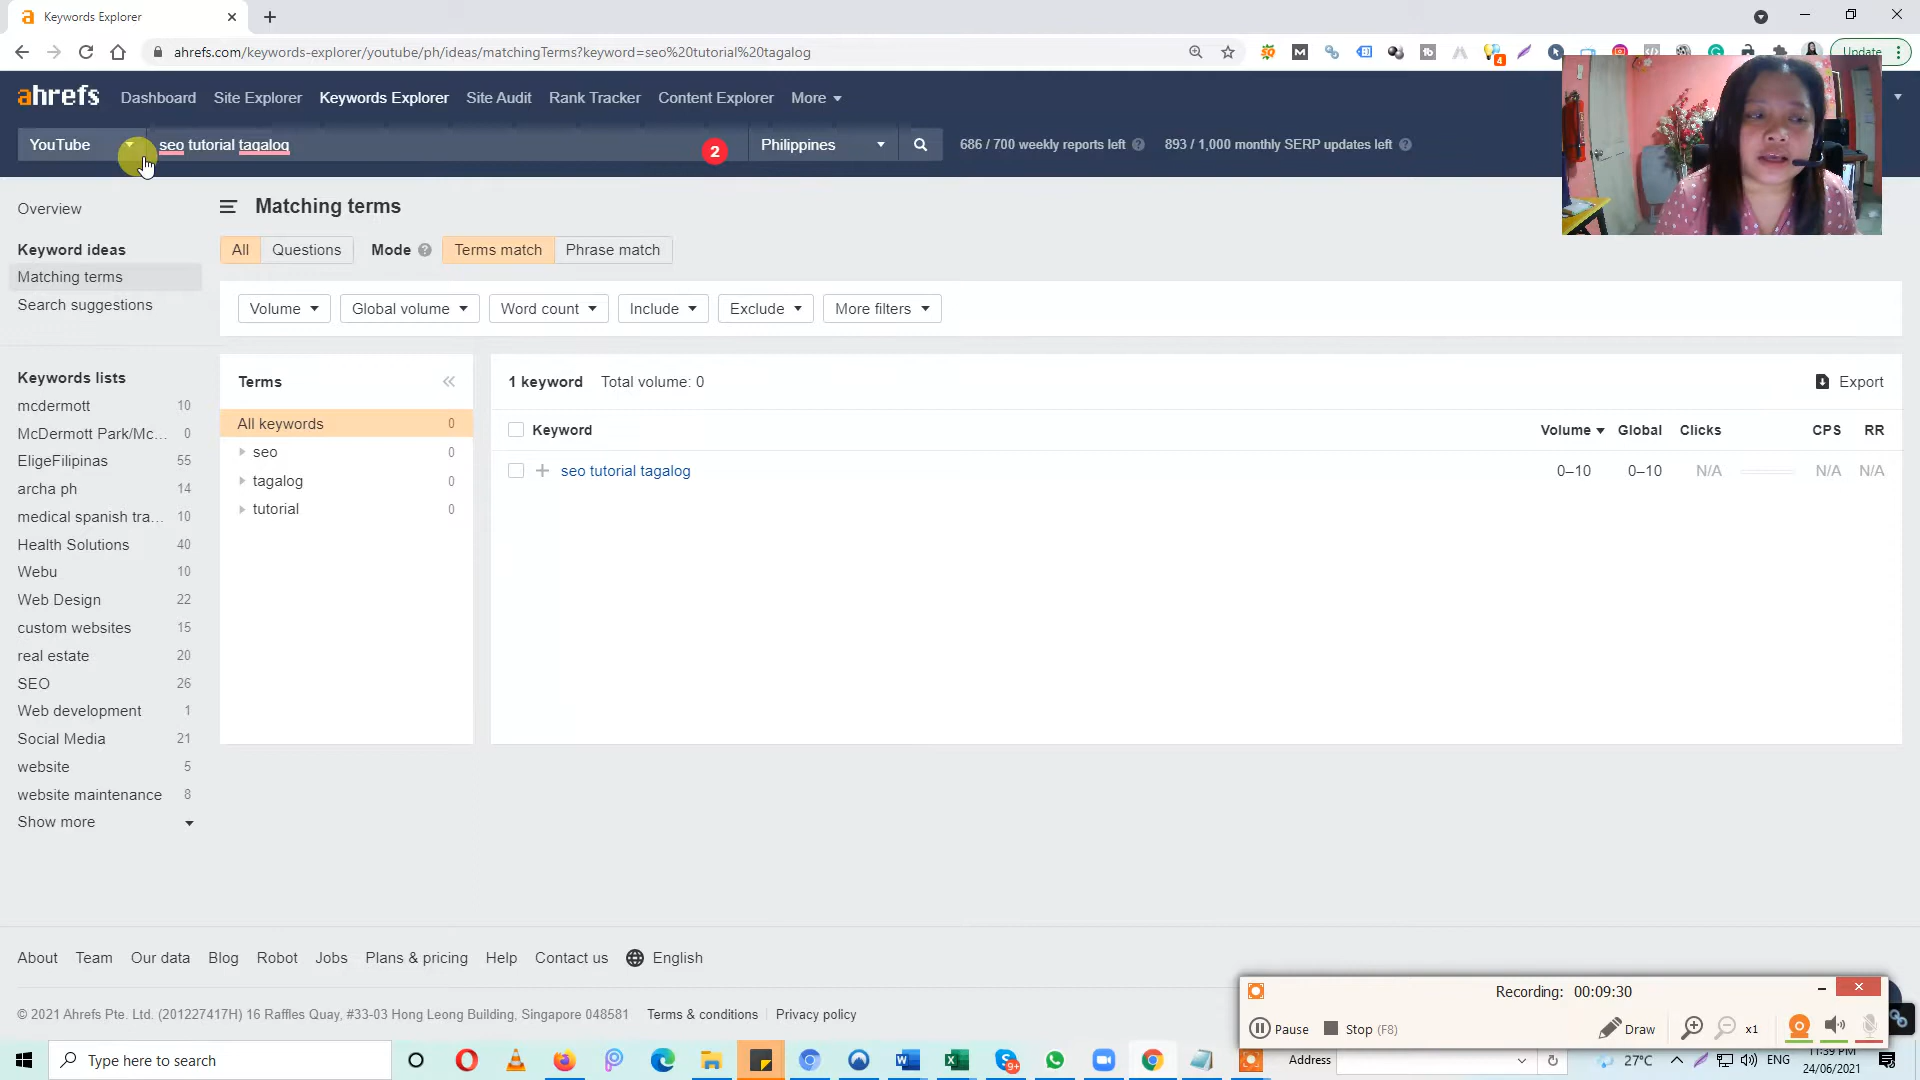 Keywords Explorer
ahrefs.com/keywords-explorer/youtube/ph/ideas/matchingTerms?keyword=seo%20tutorial%20tagalog
4
Update
ahrefs Dashboard Site Explorer Keywords Explorer Site Audit Rank Tracker Content Explorer More
YouTube seo tutorial tagalog 2 Philippines 686 / 700 weekly reports left 893 / 1,000 monthly SERP updates left
Overview
Matching terms
Keyword ideas
All Questions Mode Terms match Phrase match
Matching terms
Search suggestions
Volume Global volume Word count Include Exclude More filters
Keywords lists
Terms
1 keyword Total volume: 0 Export
mcdermott 10
McDermott Park/Mc... 0
EligeFilipinas 55
archa ph 14
medical spanish tra... 10
Health Solutions 40
Webu 10
Web Design 22
custom websites 15
real estate 20
SEO 26
Web development 1
Social Media 21
website 5
website maintenance 8
Show more
All keywords 0
seo 0
tagalog 0
tutorial 0
Keyword Volume Global Clicks CPS RR
seo tutorial tagalog 0–10 0–10 N/A N/A N/A
About Team Our data Blog Robot Jobs Plans & pricing Help Contact us English
© 2021 Ahrefs Pte. Ltd. (201227417H) 16 Raffles Quay, #33-03 Hong Leong Building, Singapore 048581 Terms & conditions Privacy policy
Recording: 00:09:30
Pause Stop (F8) Draw x1
Type here to search
Address
27°C
ENG
11:39 PM
24/06/2021